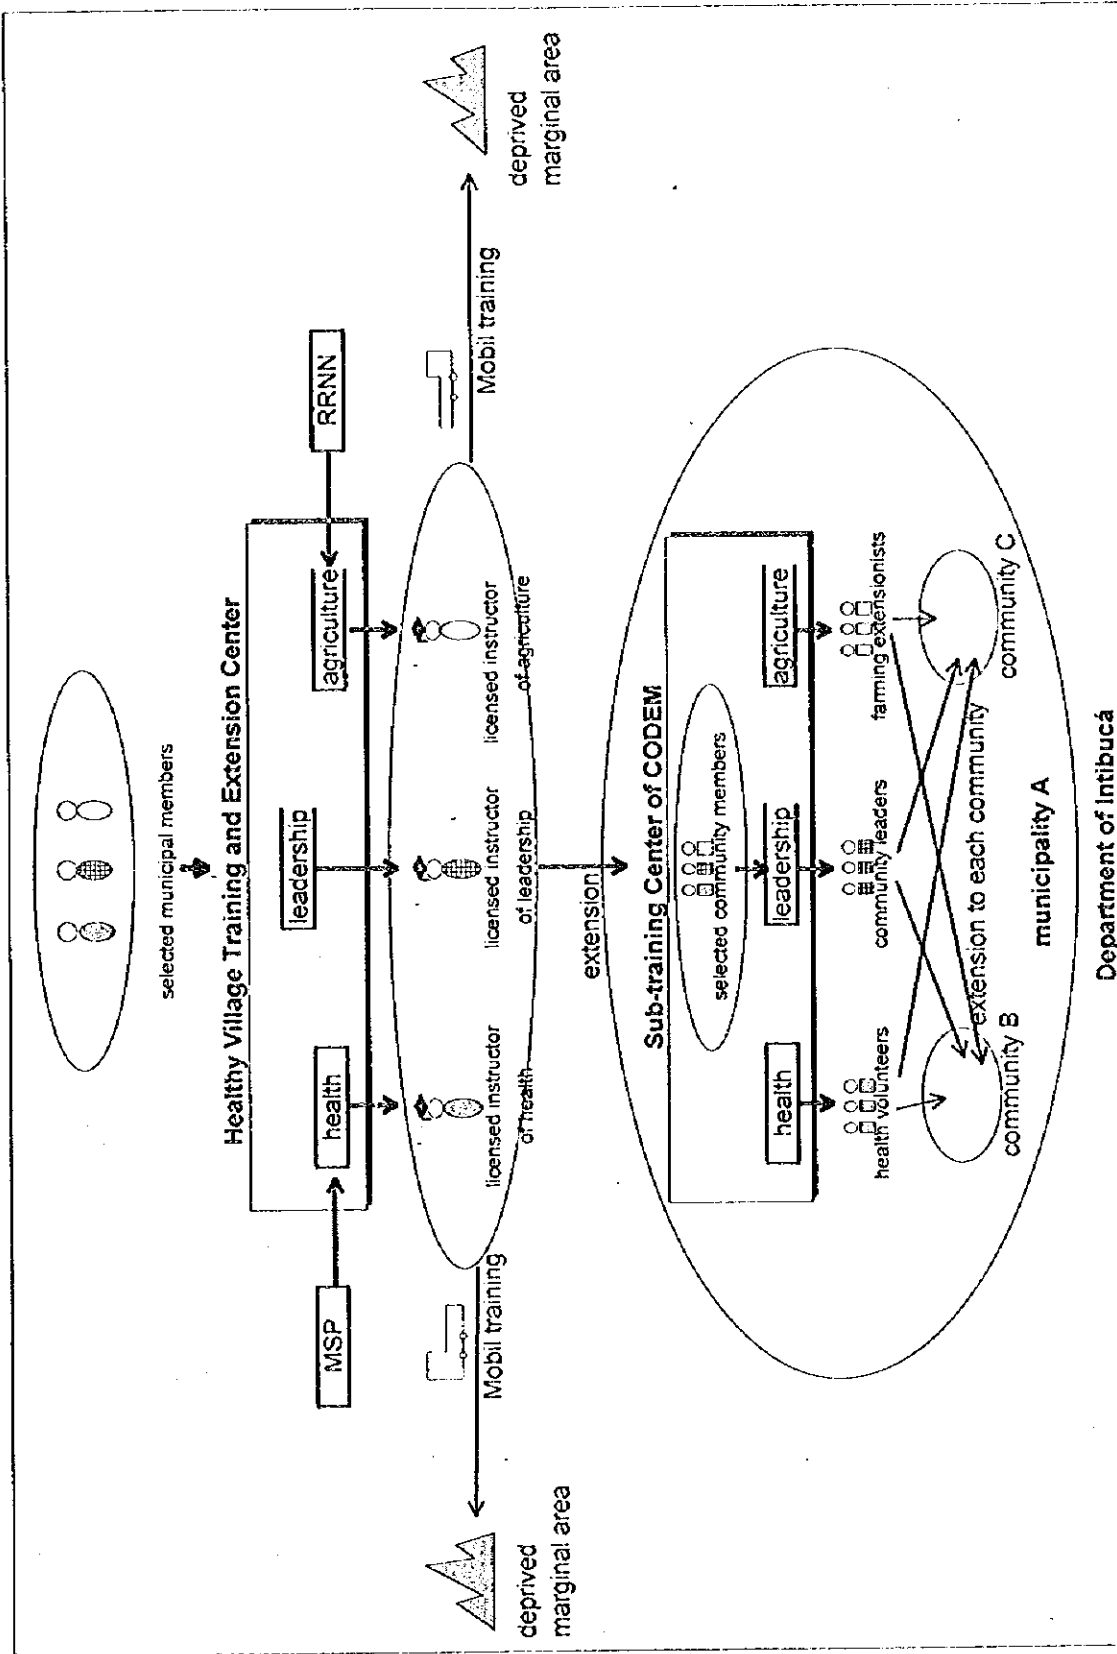 selected municipal members
Healthy Village Training and Extension Center
MSP
health
leadership
agriculture
RRNN
licensed instructor
of health
licensed instructor
of leadership
licensed instructor
of agriculture
Mobil training
Mobil training
deprived
marginal area
deprived
marginal area
extension
Sub-training Center of CODEM
selected community members
health
leadership
agriculture
health volunteers
community leaders
farming extensionists
extension to each community
community B
community C
municipality A
Department of Intibucá